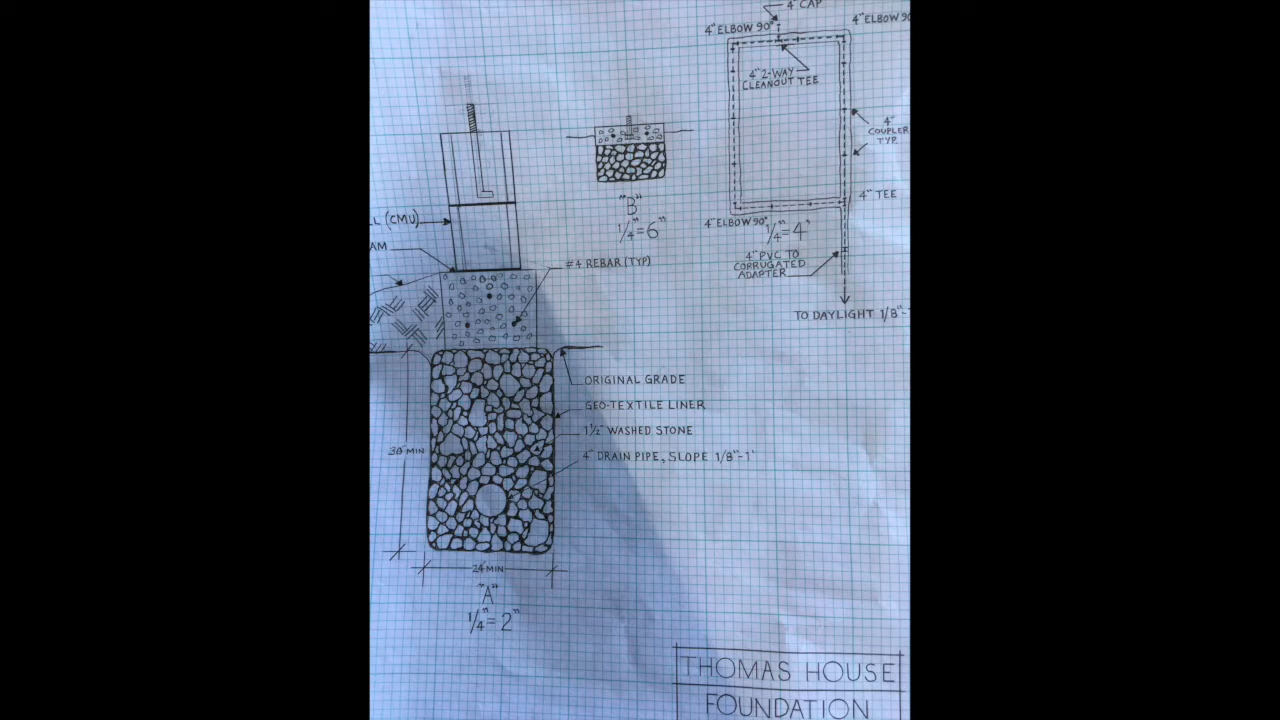 4" CAP
4" ELBOW 90°
4" ELBOW 90
4" 2-WAY
CLEANOUT TEE
4"
COUPLER
TYP.
4" TEE
4" ELBOW 90°
1/4" = 4"
4" PVC TO
CORRUGATED
ADAPTER
TO DAYLIGHT 1/8"-
"B"
1/4" = 6"
LL (CMU)
AM
#4 REBAR (TYP)
ORIGINAL GRADE
GEO-TEXTILE LINER
1 1/2" WASHED STONE
4" DRAIN PIPE, SLOPE 1/8"-1'
30" MIN
24 MIN
"A"
1/4" = 2"
THOMAS HOUSE
FOUNDATION